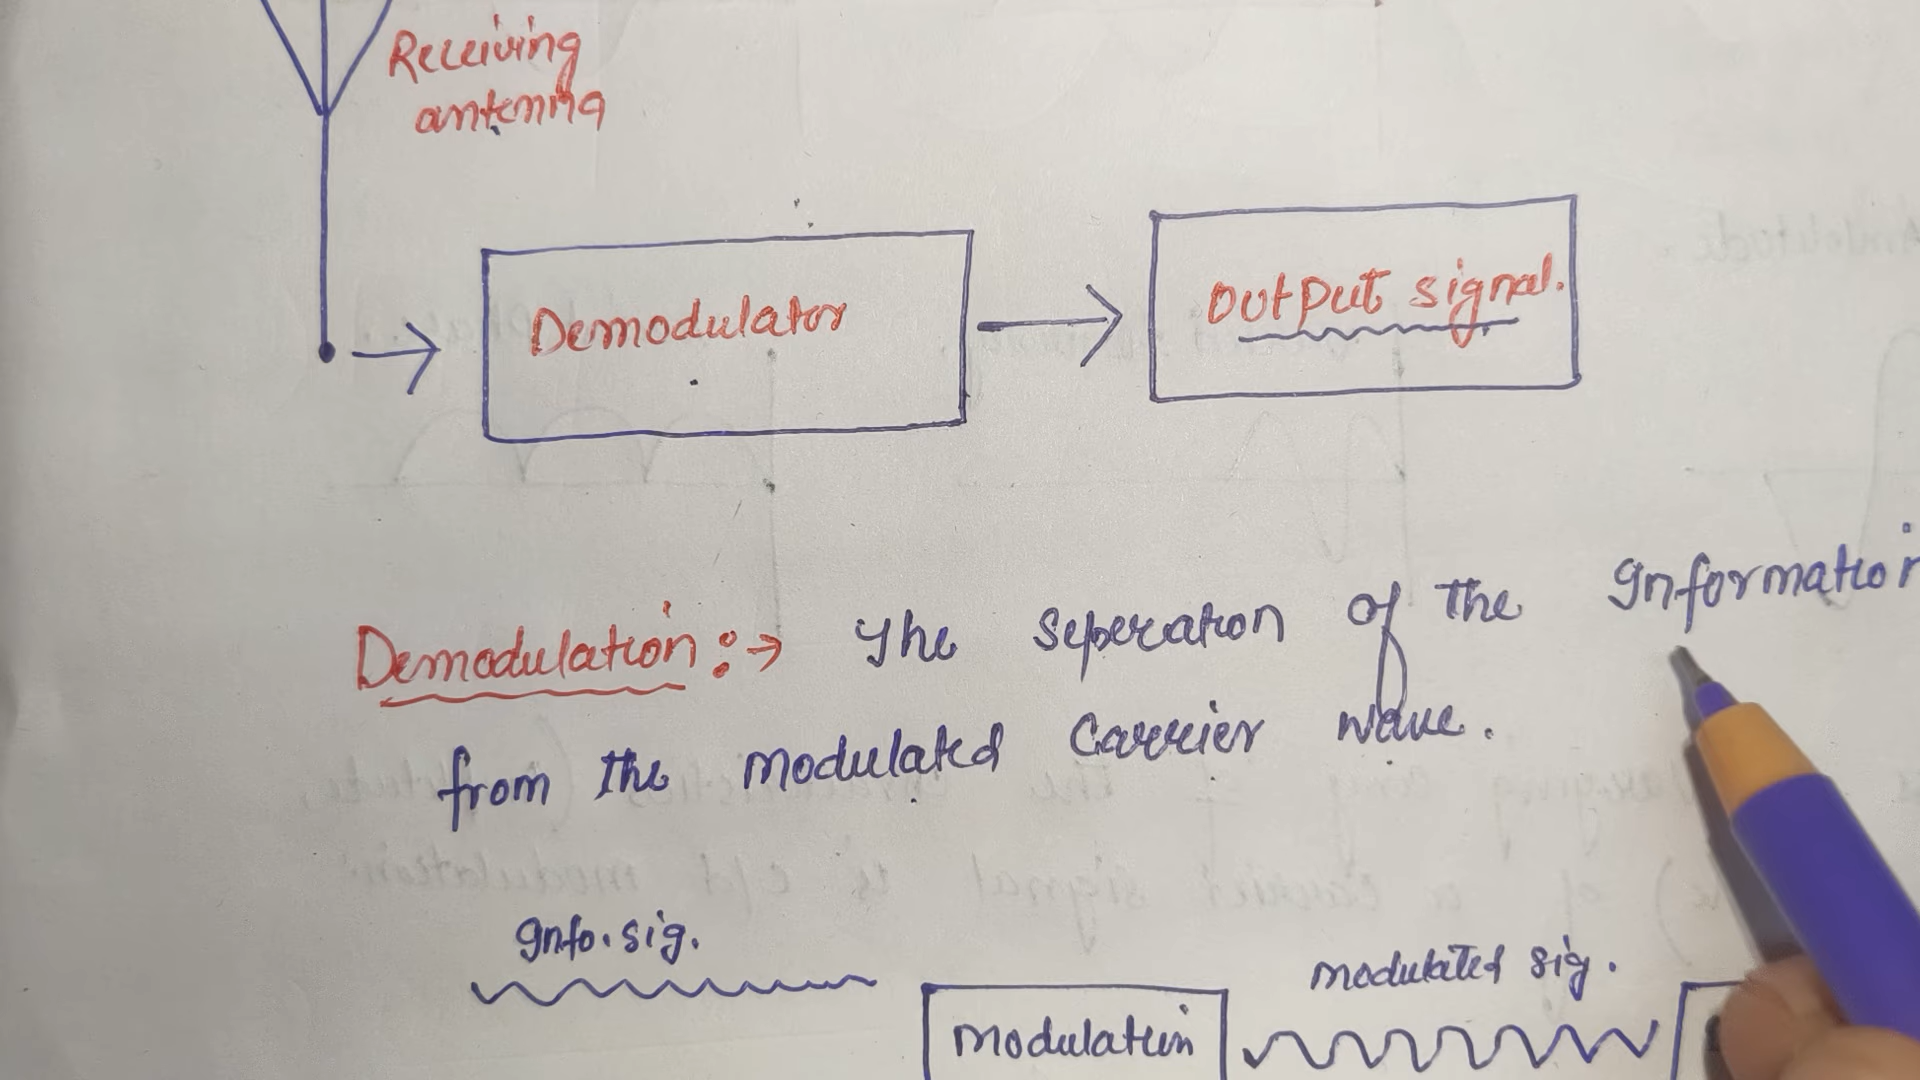 Receiving
antenna
Demodulator
output signal.
Demodulation :→ The Seperation of the Information
from the modulated Carrier wave.
Info. sig.
modulated sig.
Modulation